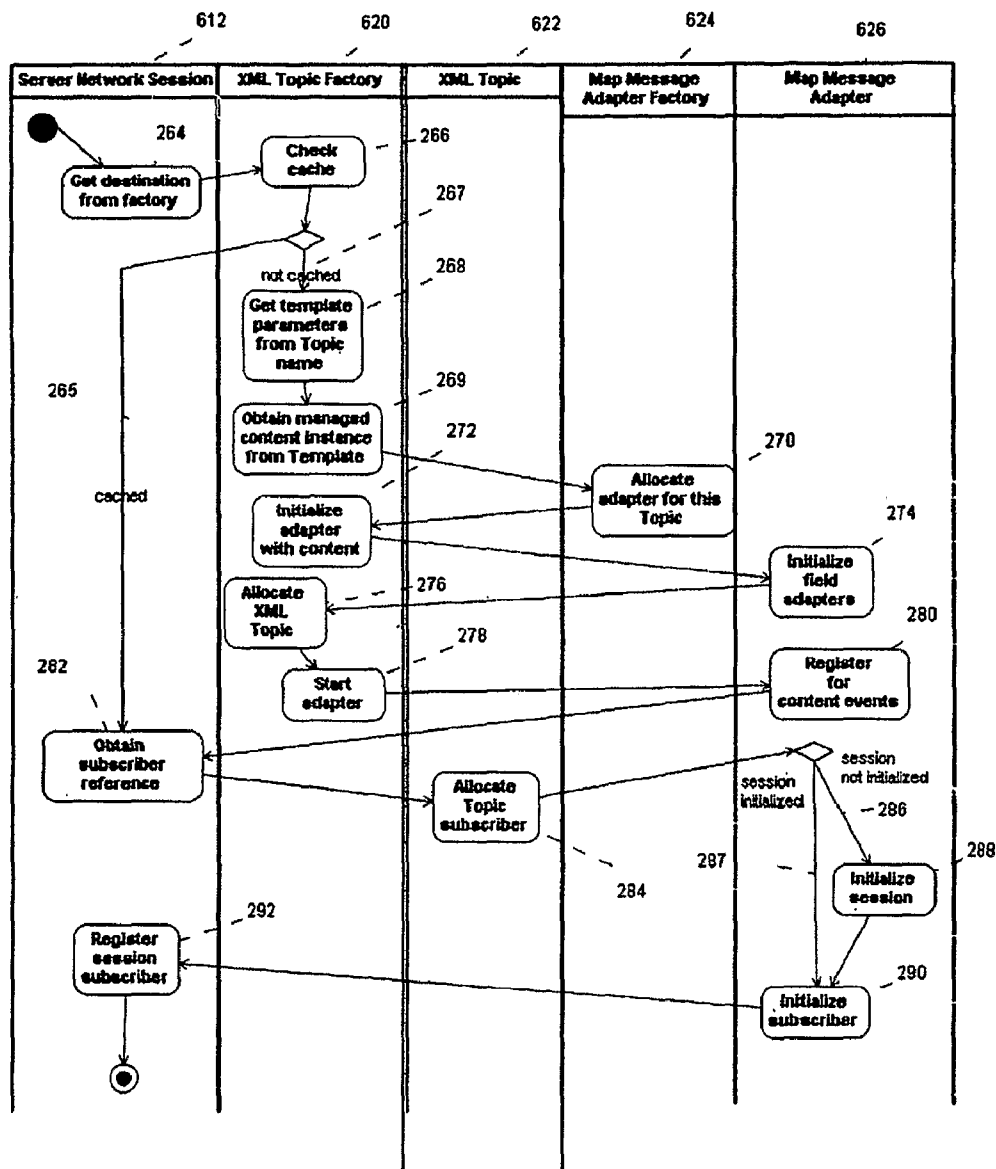 612
620
622
624
626
Server Network Session
XML Topic Factory
XML Topic
Map Message
Adapter Factory
Map Message
Adapter
264
Get destination
from factory
266
Check
cache
267
not cached
268
Get template
parameters
from Topic
name
265
269
Obtain managed
content instance
from Template
272
270
Allocate
adapter for this
Topic
cached
Initialize
adapter
with content
274
Initialize
field
adapters
276
Allocate
XML
Topic
278
Start
adapter
280
Register
for
content events
282
Obtain
subscriber
reference
Allocate
Topic
subscriber
session
initialized
session
not initialized
286
287
288
284
Initialize
session
292
Register
session
subscriber
290
Initialize
subscriber